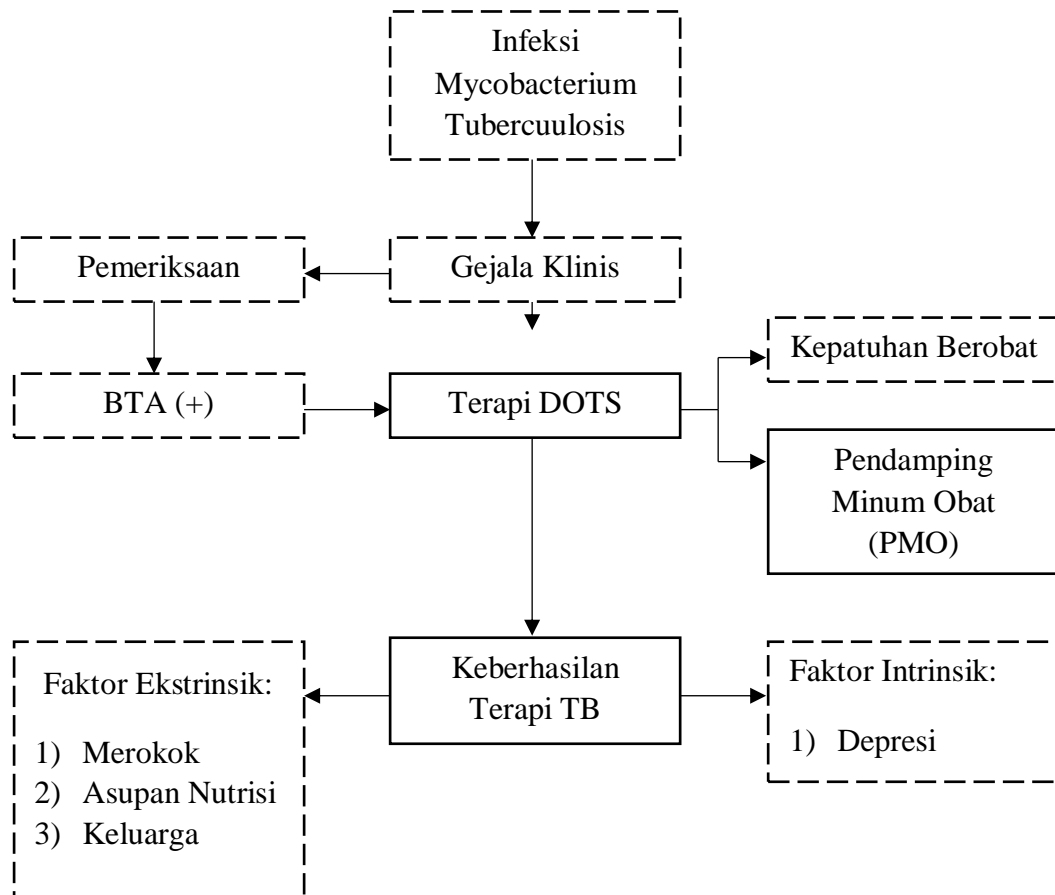 Infeksi
Mycobacterium
Tubercuulosis
Pemeriksaan
Gejala Klinis
Kepatuhan Berobat
BTA (+)
Terapi DOTS
Pendamping
Minum Obat
(PMO)
Faktor Ekstrinsik:
1) Merokok
2) Asupan Nutrisi
3) Keluarga
Keberhasilan
Terapi TB
Faktor Intrinsik:
1) Depresi